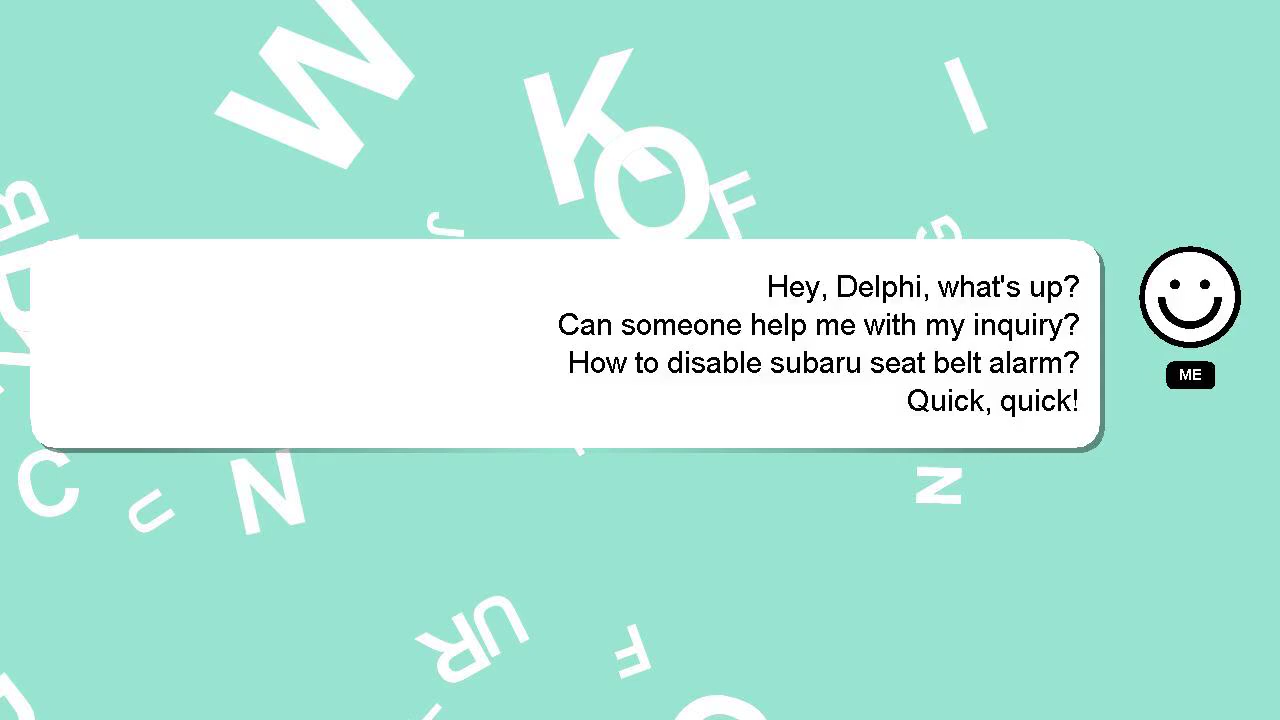 Hey, Delphi, what's up?
Can someone help me with my inquiry?
How to disable subaru seat belt alarm?
Quick, quick!
ME
W
K
O
F
I
J
G
B
D
C
U
N
N
U
R
F